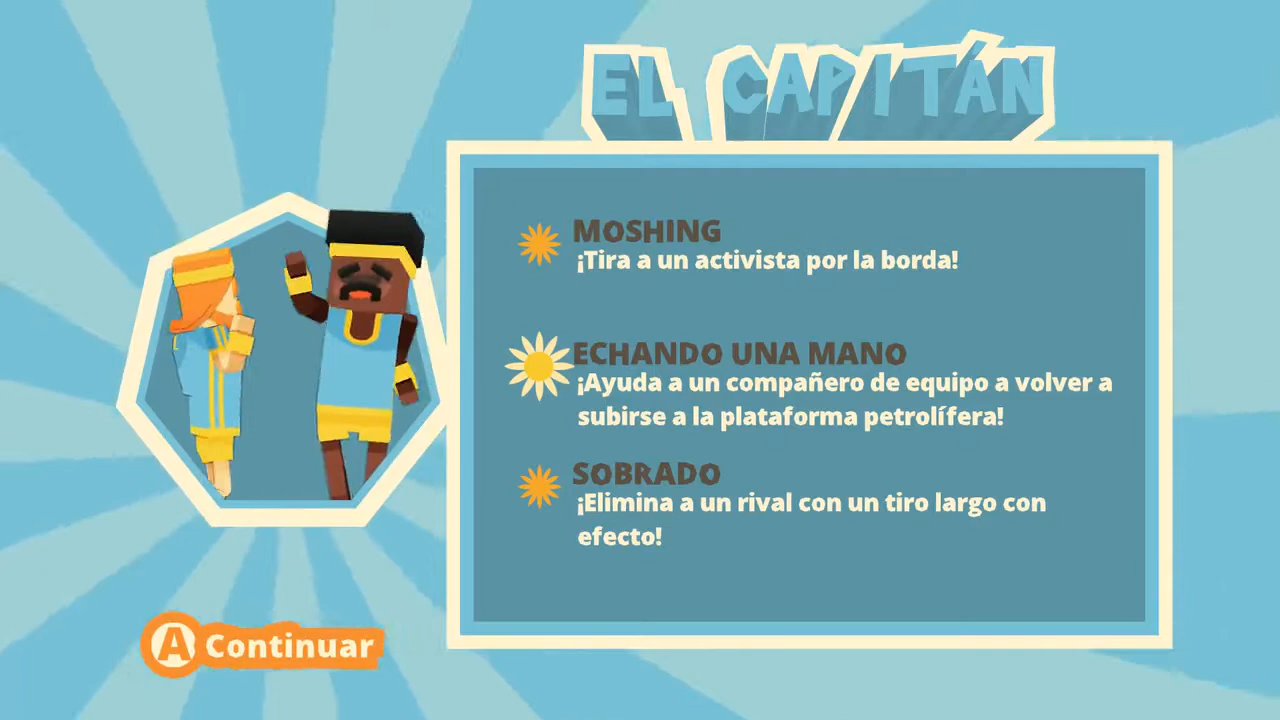 EL CAPITÁN
MOSHING
¡Tira a un activista por la borda!
ECHANDO UNA MANO
¡Ayuda a un compañero de equipo a volver a
subirse a la plataforma petrolífera!
SOBRADO
¡Elimina a un rival con un tiro largo con
efecto!
A Continuar